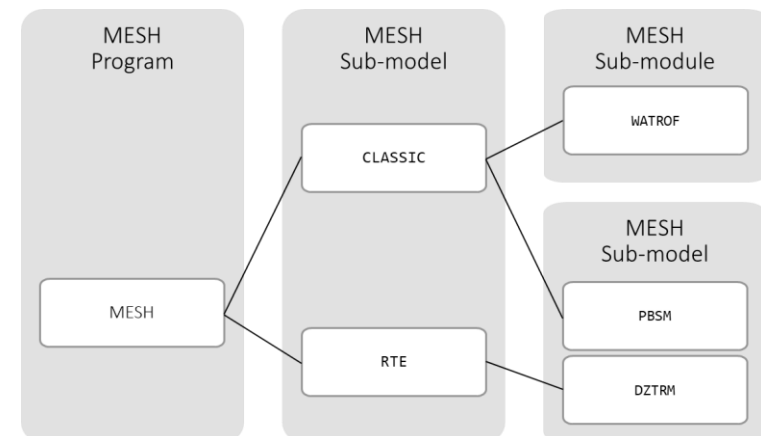 MESH
Program
MESH
MESH
Sub-model
CLASSIC
RTE
MESH
Sub-module
WATROF
MESH
Sub-model
PBSM
DZTRM